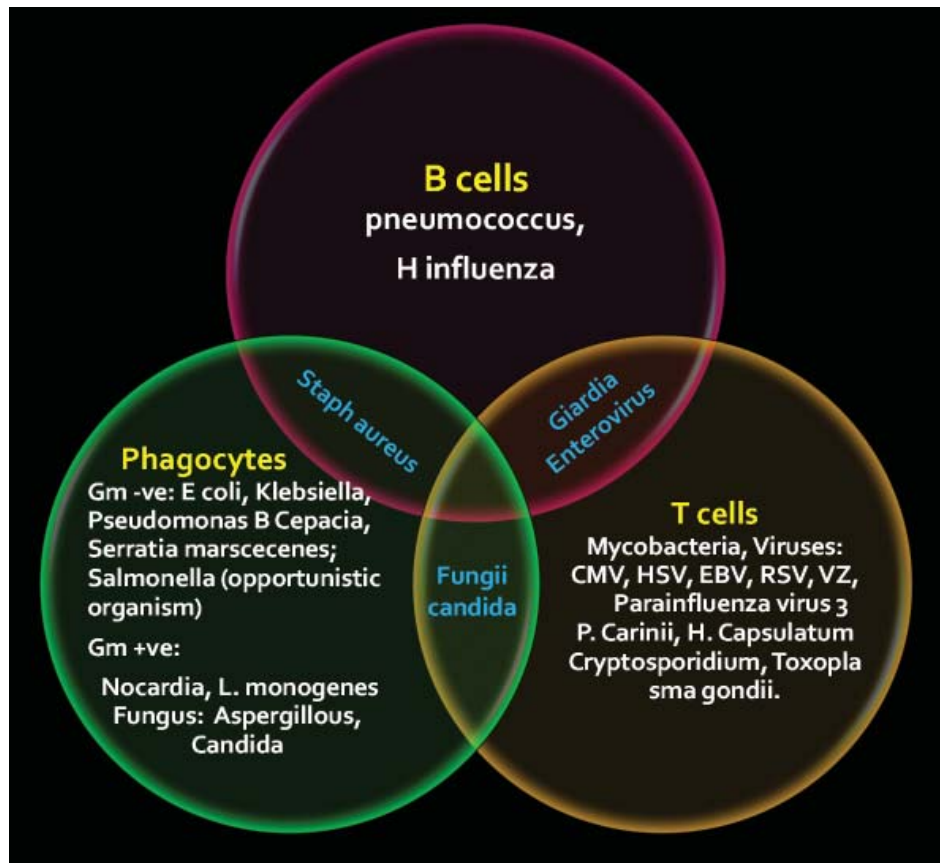 B cells
pneumococcus,
H influenza
Staph aureus
Giardia
Enterovirus
Phagocytes
Gm -ve: E coli, Klebsiella,
Pseudomonas B Cepacia,
Serratia marscecenes;
Salmonella (opportunistic
organism)
Gm +ve:
Nocardia, L. monogenes
Fungus: Aspergillous,
Candida
Fungii
candida
T cells
Mycobacteria, Viruses:
CMV, HSV, EBV, RSV, VZ,
Parainfluenza virus 3
P. Carinii, H. Capsulatum
Cryptosporidium, Toxopla
sma gondii.